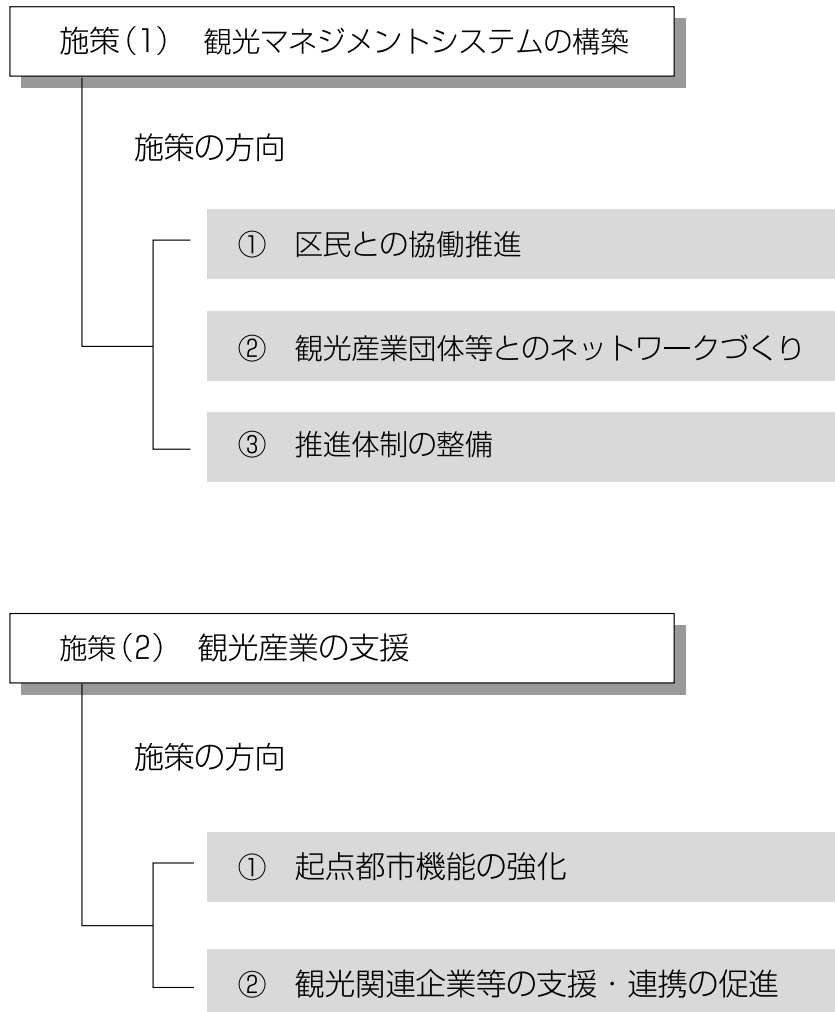 施策(1) 観光マネジメントシステムの構築
施策の方向
① 区民との協働推進
② 観光産業団体等とのネットワークづくり
③ 推進体制の整備
施策(2) 観光産業の支援
施策の方向
① 起点都市機能の強化
② 観光関連企業等の支援・連携の促進